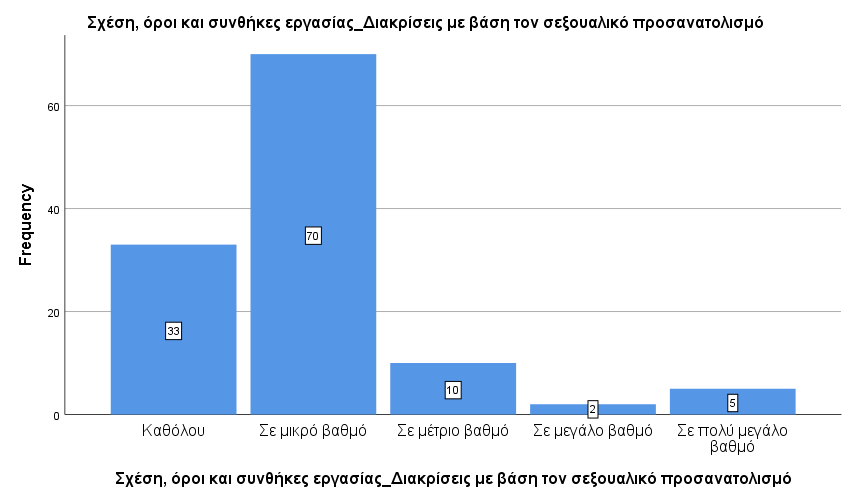 Σχέση, όροι και συνθήκες εργασίας_Διακρίσεις με βάση τον σεξουαλικό προσανατολισμό
Frequency
60
40
20
0
33
70
10
2
5
Καθόλου
Σε μικρό βαθμό
Σε μέτριο βαθμό
Σε μεγάλο βαθμό
Σε πολύ μεγάλο
βαθμό
Σχέση, όροι και συνθήκες εργασίας_Διακρίσεις με βάση τον σεξουαλικό προσανατολισμό